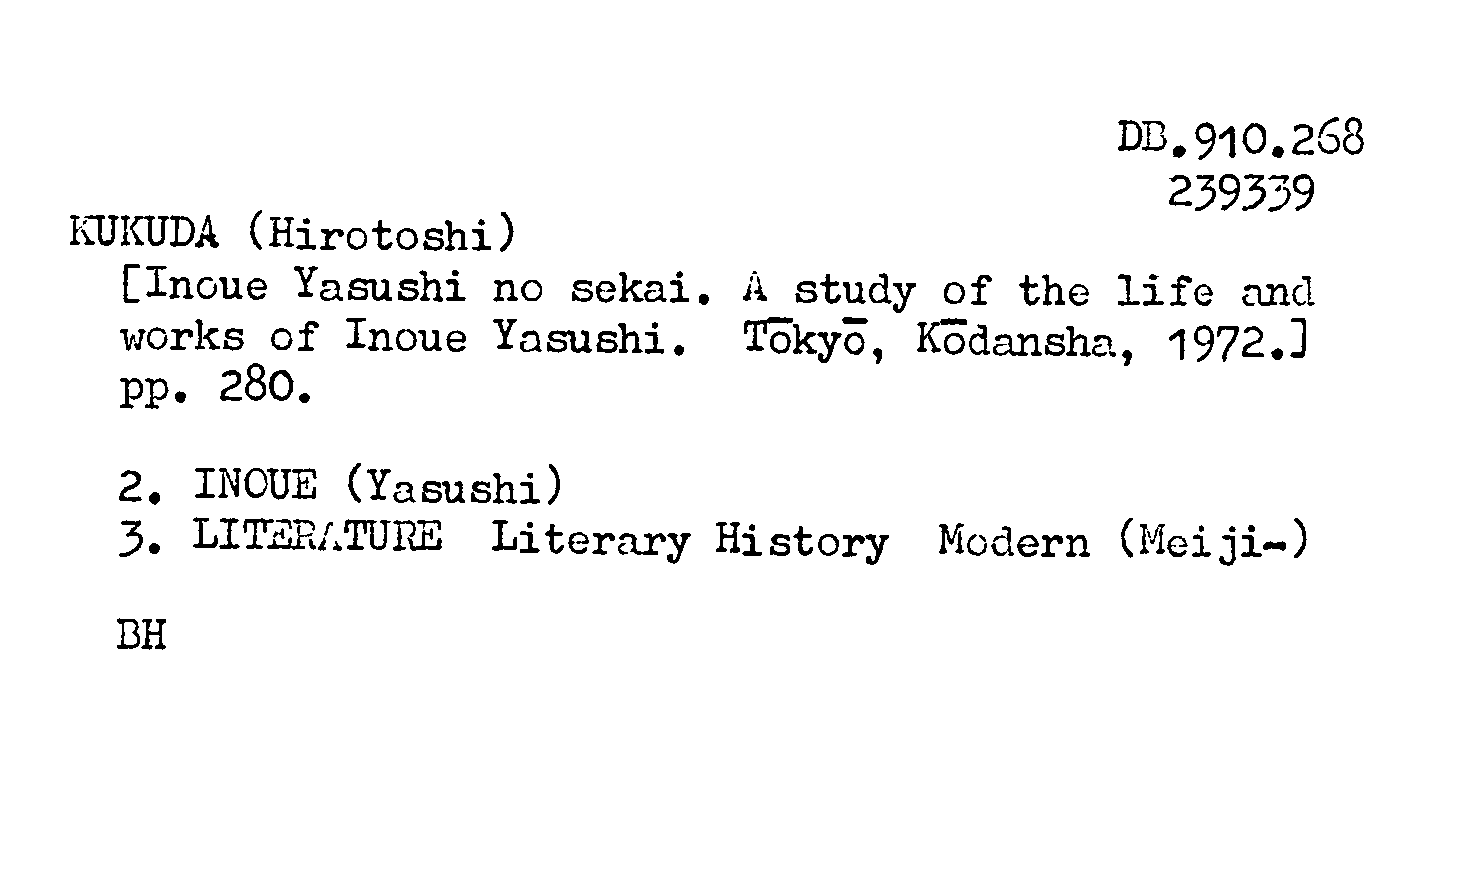 DB.910.268
239339
KUKUDA (Hirotoshi)
[Inoue Yasushi no sekai. A study of the life and
works of Inoue Yasushi. Tōkyō, Kōdansha, 1972.]
pp. 280.
2. INOUE (Yasushi)
3. LITERATURE Literary History Modern (Meiji-)
BH